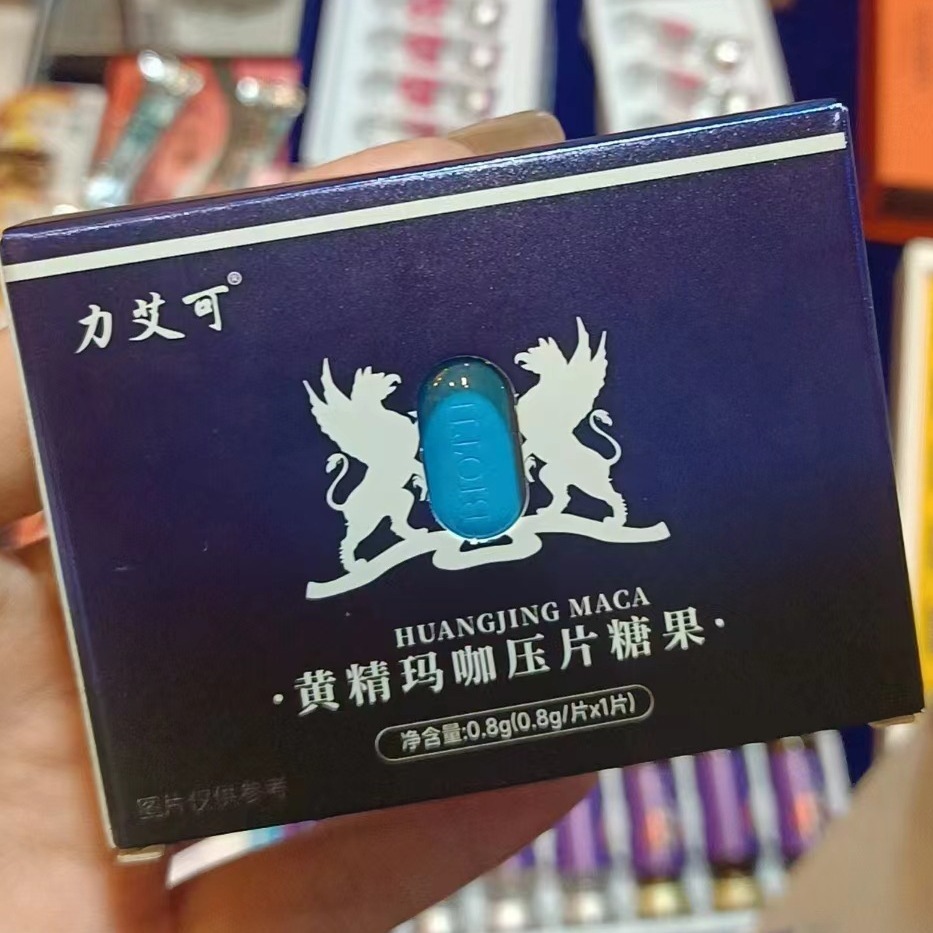 力艾可®
BIOTJI
HUANGJING MACA
·黄精玛咖压片糖果·
净含量:0.8g(0.8g/片x1片)
图片仅供参考